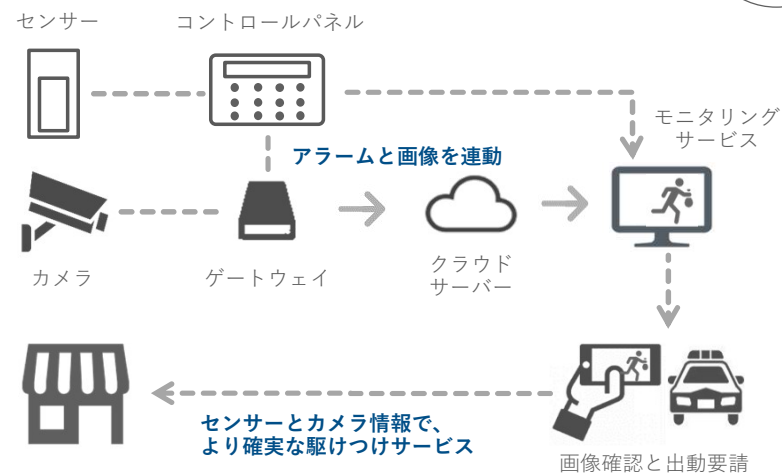 センサー
コントロールパネル
モニタリング
サービス
アラームと画像を連動
カメラ
ゲートウェイ
クラウド
サーバー
センサーとカメラ情報で、
より確実な駆けつけサービス
画像確認と出動要請